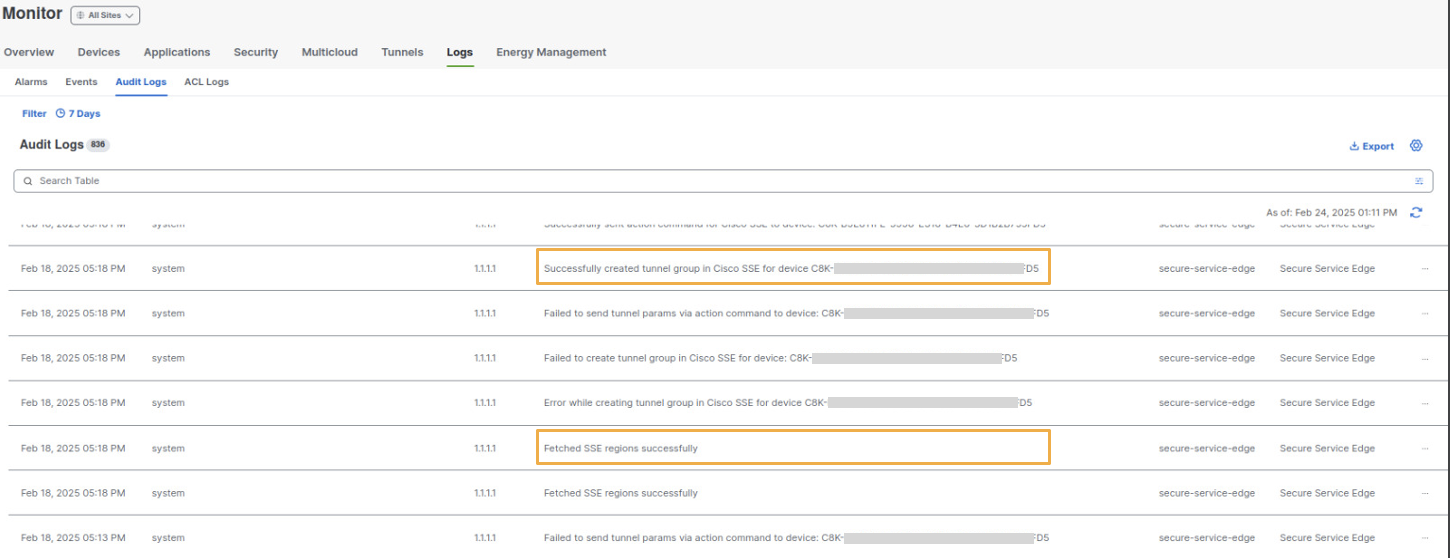 Monitor All Sites
Overview Devices Applications Security Multicloud Tunnels Logs Energy Management
Alarms Events Audit Logs ACL Logs
Filter 7 Days
Audit Logs 836
Export
Search Table
As of: Feb 24, 2025 01:11 PM
Feb 18, 2025 05:18 PM system 1.1.1.1 Successfully sent action command for Cisco SSE to device: secure-service-edge Secure Service Edge
Feb 18, 2025 05:18 PM system 1.1.1.1 Successfully created tunnel group in Cisco SSE for device C8K- FD5 secure-service-edge Secure Service Edge ...
Feb 18, 2025 05:18 PM system 1.1.1.1 Failed to send tunnel params via action command to device: C8K- FD5 secure-service-edge Secure Service Edge ...
Feb 18, 2025 05:18 PM system 1.1.1.1 Failed to create tunnel group in Cisco SSE for device: C8K- FD5 secure-service-edge Secure Service Edge ...
Feb 18, 2025 05:18 PM system 1.1.1.1 Error while creating tunnel group in Cisco SSE for device C8K- D5 secure-service-edge Secure Service Edge ...
Feb 18, 2025 05:18 PM system 1.1.1.1 Fetched SSE regions successfully secure-service-edge Secure Service Edge ...
Feb 18, 2025 05:18 PM system 1.1.1.1 Fetched SSE regions successfully secure-service-edge Secure Service Edge ...
Feb 18, 2025 05:13 PM system 1.1.1.1 Failed to send tunnel params via action command to device: C8K- FD5 secure-service-edge Secure Service Edge ...